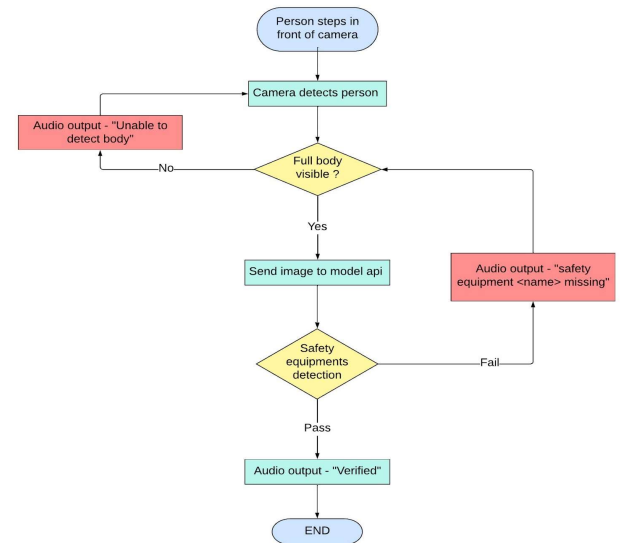 Person steps in
front of camera
Camera detects person
Audio output - "Unable to
detect body"
Full body
visible ?
No
Yes
Send image to model api
Audio output - "safety
equipment <name> missing"
Safety
equipments
detection
Fail
Pass
Audio output - "Verified"
END